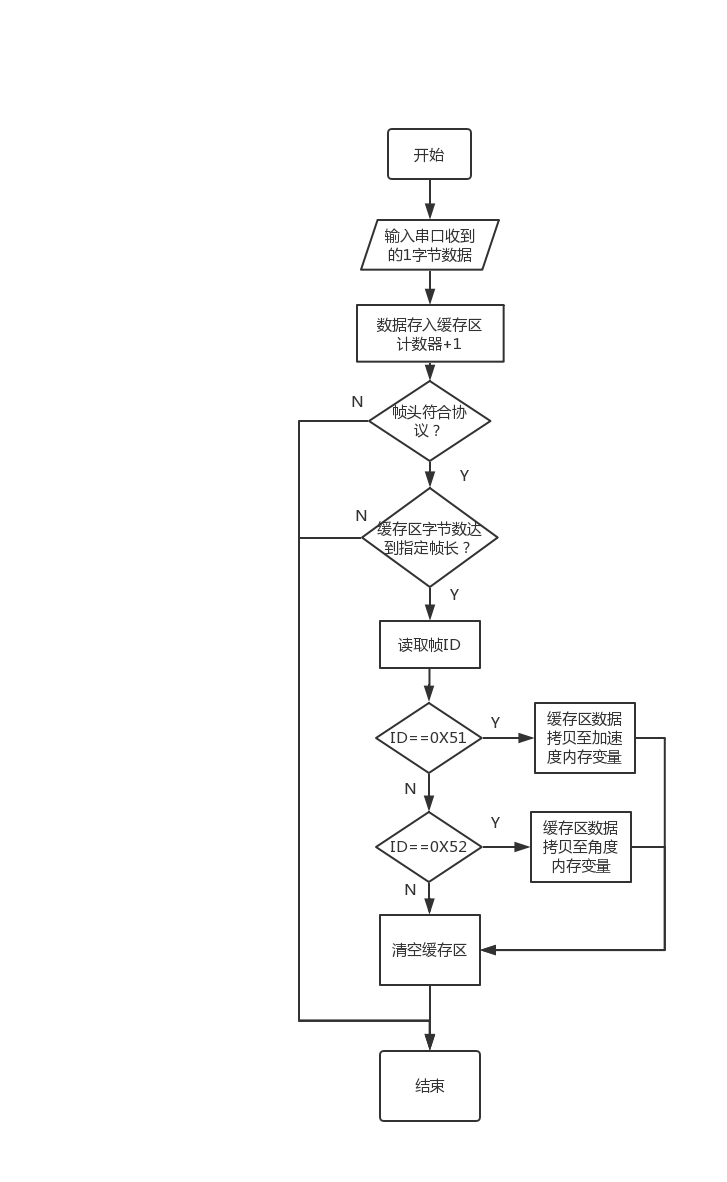 开始
输入串口收到
的1字节数据
数据存入缓存区
计数器+1
N
帧头符合协
议？
Y
N
缓存区字节数达
到指定帧长？
Y
读取帧ID
ID==0X51
Y
缓存区数据
拷贝至加速
度内存变量
N
ID==0X52
Y
缓存区数据
拷贝至角度
内存变量
N
清空缓存区
结束